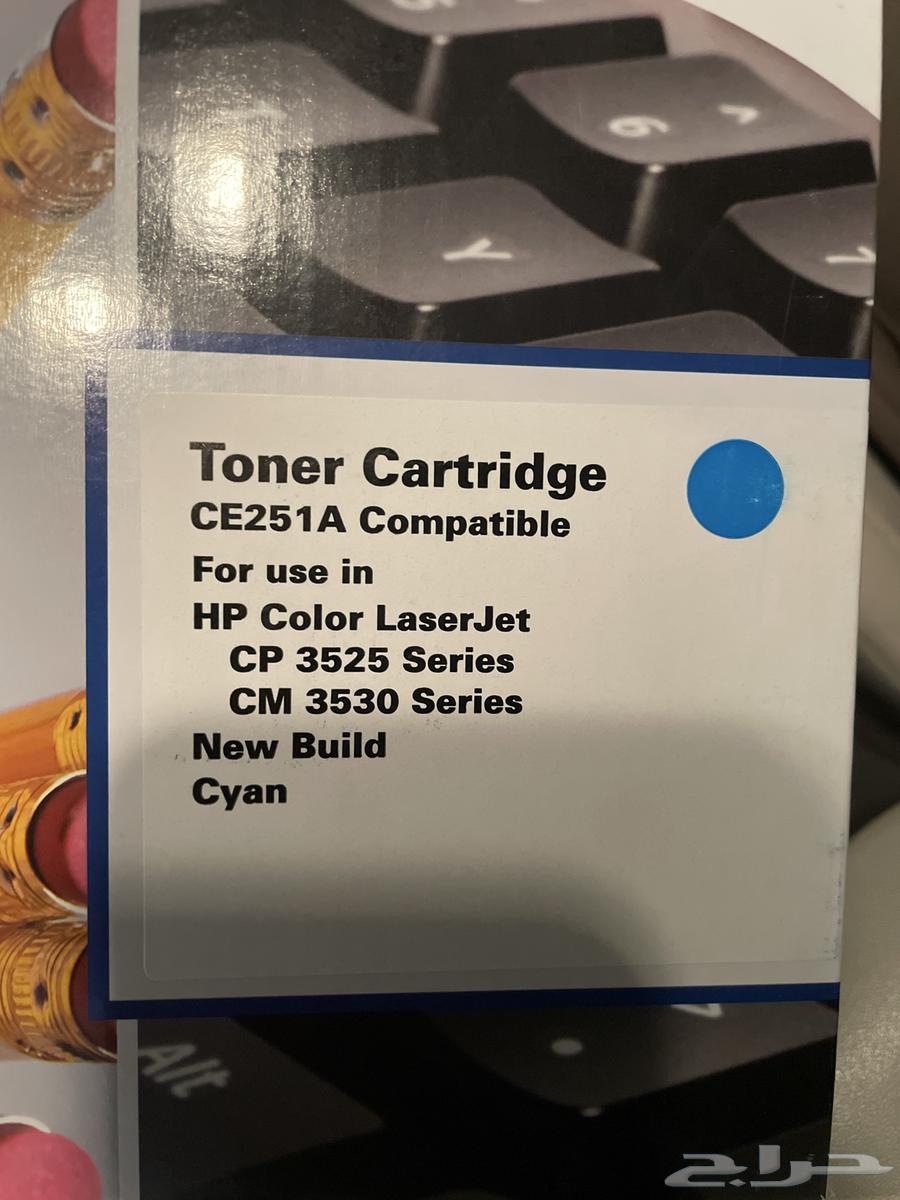 6 ^
Y
Toner Cartridge
CE251A Compatible
For use in
HP Color LaserJet
CP 3525 Series
CM 3530 Series
New Build
Cyan
Alt
حراج